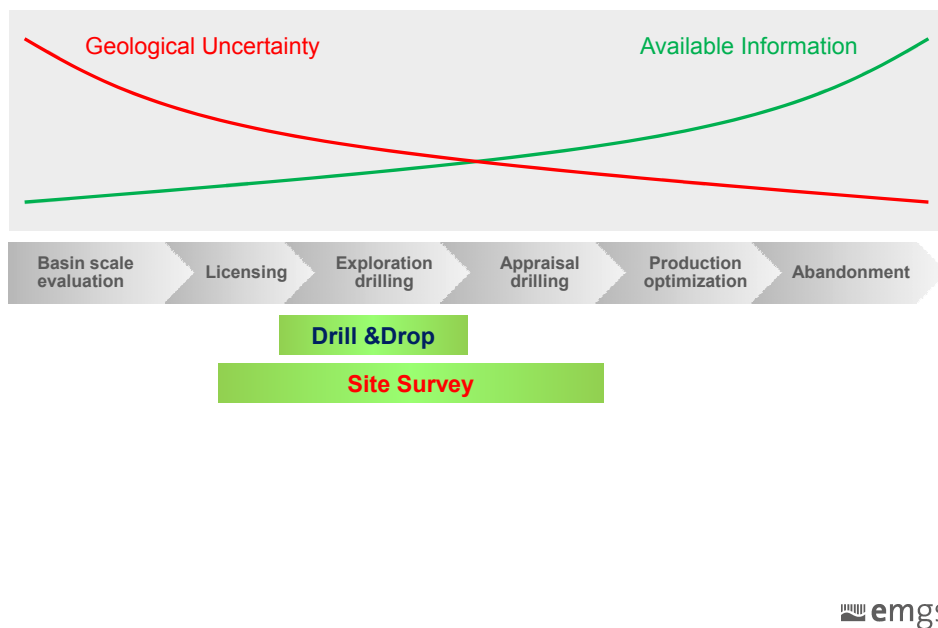 Geological Uncertainty
Available Information
Basin scale
evaluation
Licensing
Exploration
drilling
Appraisal
drilling
Production
optimization
Abandonment
Drill &Drop
Site Survey
emgs